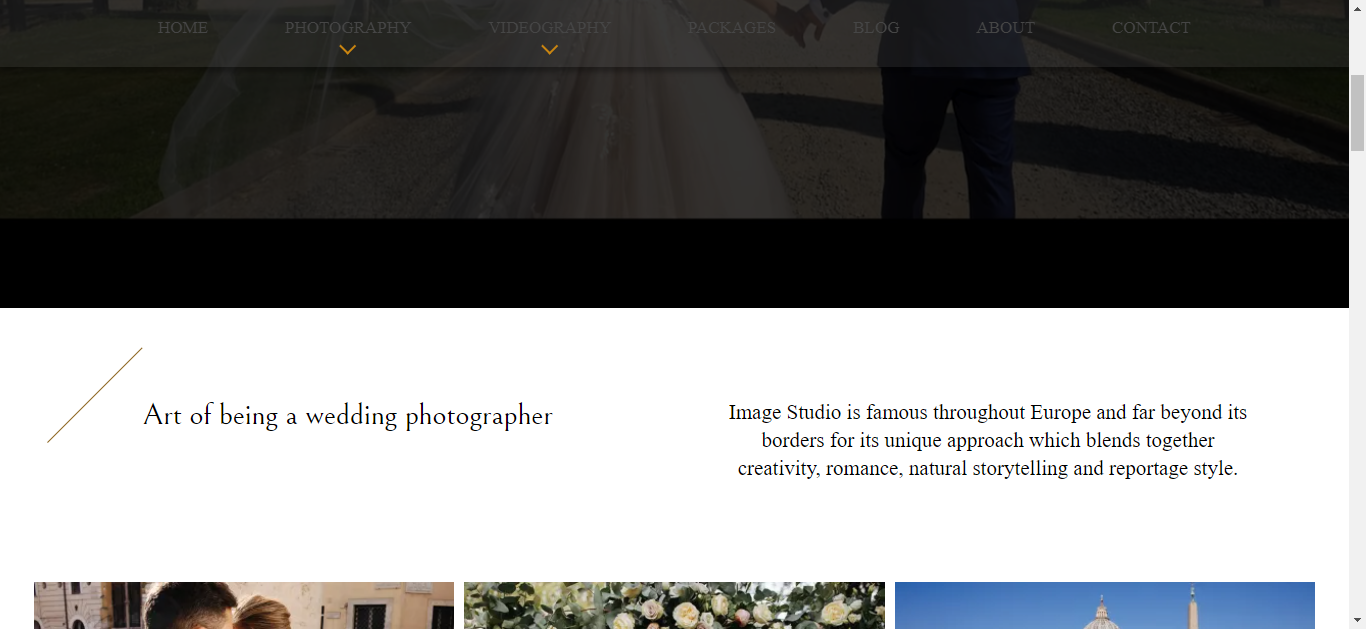 HOME PHOTOGRAPHY VIDEOGRAPHY PACKAGES BLOG ABOUT CONTACT
Art of being a wedding photographer
Image Studio is famous throughout Europe and far beyond its
borders for its unique approach which blends together
creativity, romance, natural storytelling and reportage style.